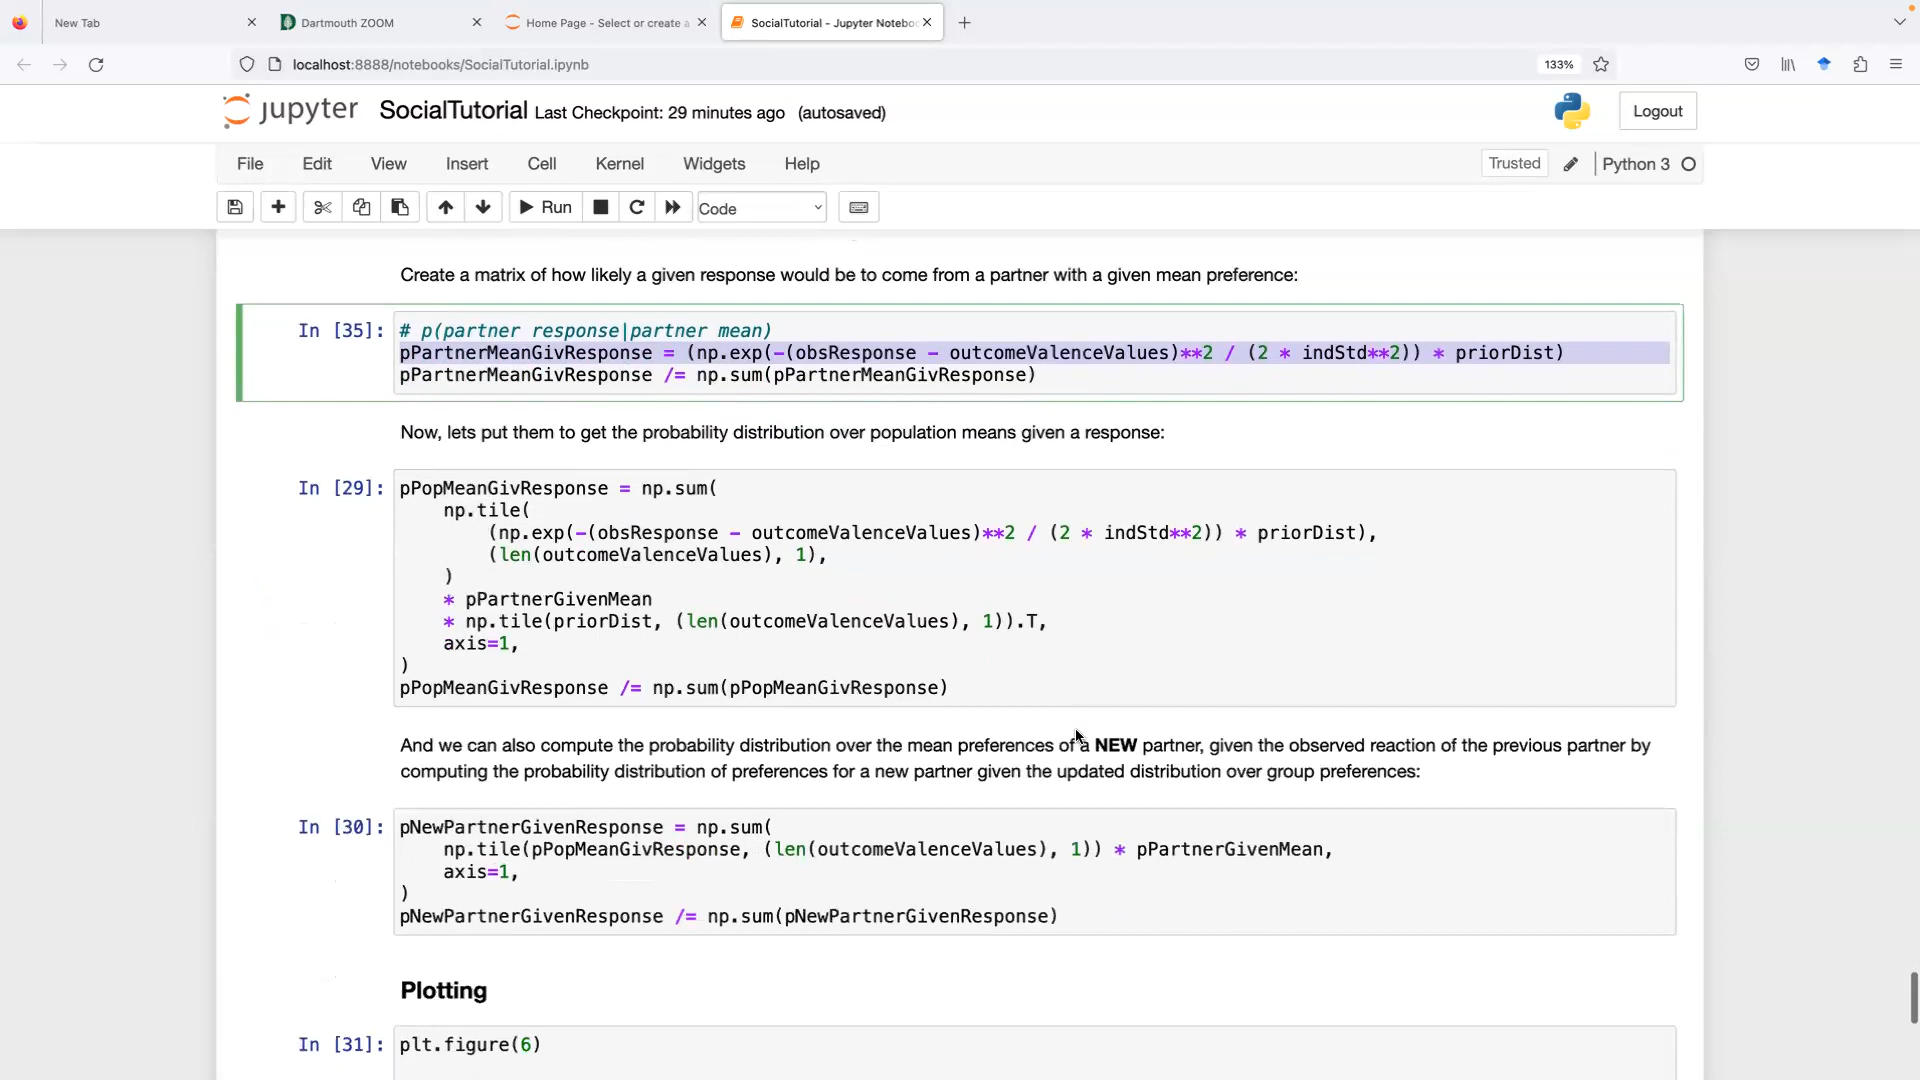 New Tab
Dartmouth ZOOM
Home Page - Select or create a
SocialTutorial - Jupyter Notebo
localhost:8888/notebooks/SocialTutorial.ipynb
133%
jupyter SocialTutorial Last Checkpoint: 29 minutes ago (autosaved)
Logout
File Edit View Insert Cell Kernel Widgets Help
Trusted
Python 3
Run
Code
Create a matrix of how likely a given response would be to come from a partner with a given mean preference:
In [35]: # p(partner response|partner mean)
pPartnerMeanGivResponse = (np.exp(-(obsResponse - outcomeValenceValues)**2 / (2 * indStd**2)) * priorDist)
pPartnerMeanGivResponse /= np.sum(pPartnerMeanGivResponse)
Now, lets put them to get the probability distribution over population means given a response:
In [29]: pPopMeanGivResponse = np.sum(
np.tile(
(np.exp(-(obsResponse - outcomeValenceValues)**2 / (2 * indStd**2)) * priorDist),
(len(outcomeValenceValues), 1),
)
* pPartnerGivenMean
* np.tile(priorDist, (len(outcomeValenceValues), 1)).T,
axis=1,
)
pPopMeanGivResponse /= np.sum(pPopMeanGivResponse)
And we can also compute the probability distribution over the mean preferences of a NEW partner, given the observed reaction of the previous partner by
computing the probability distribution of preferences for a new partner given the updated distribution over group preferences:
In [30]: pNewPartnerGivenResponse = np.sum(
np.tile(pPopMeanGivResponse, (len(outcomeValenceValues), 1)) * pPartnerGivenMean,
axis=1,
)
pNewPartnerGivenResponse /= np.sum(pNewPartnerGivenResponse)
Plotting
In [31]: plt.figure(6)